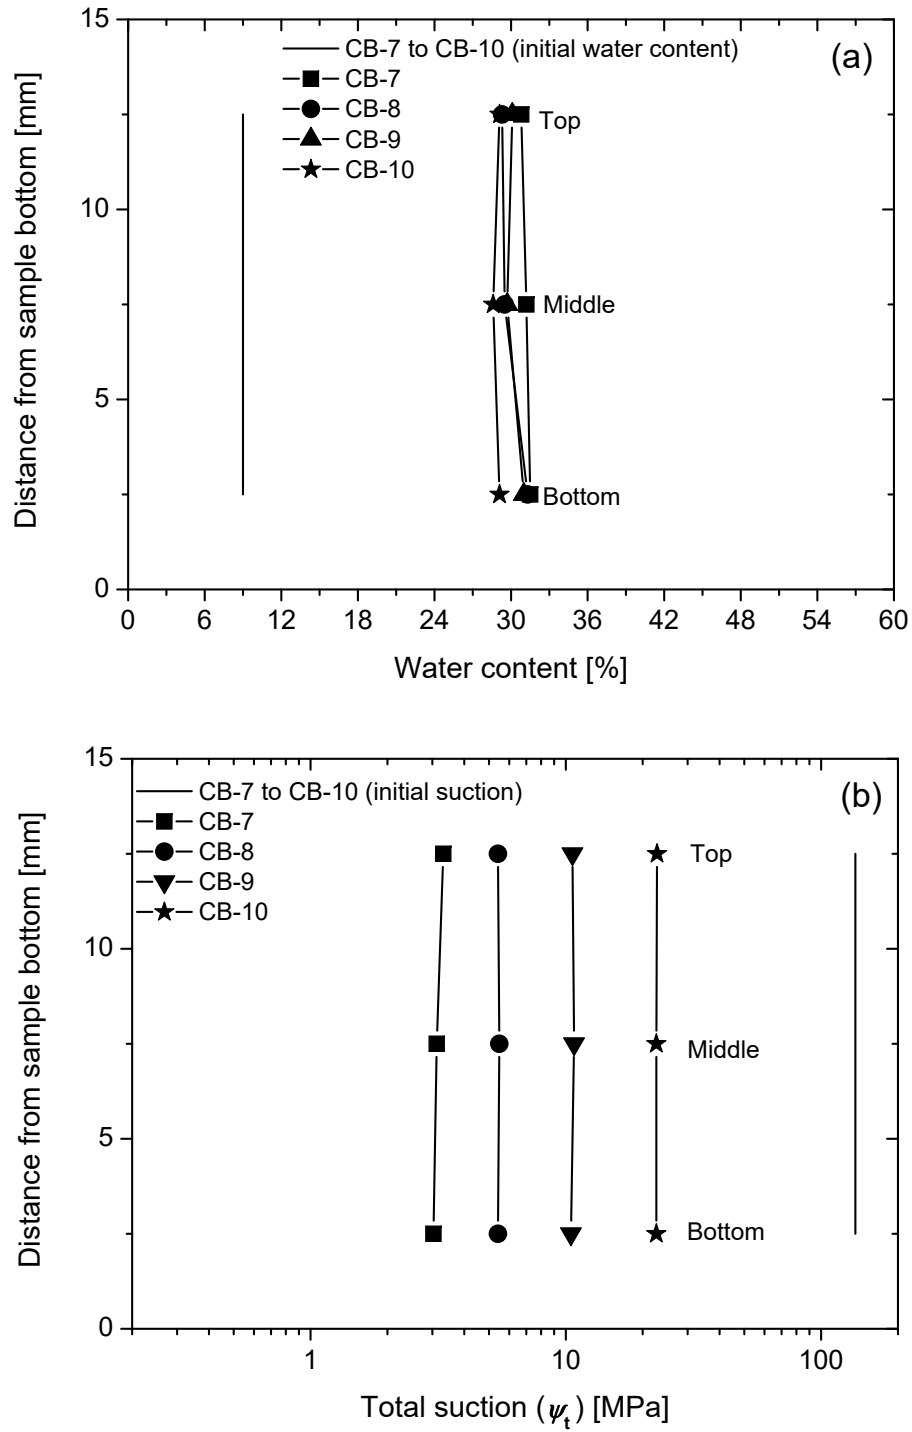 15
CB-7 to CB-10 (initial water content)
(a)
CB-7
CB-8
Top
CB-9
CB-10
10
Distance from sample bottom [mm]
Middle
5
Bottom
0
0 6 12 18 24 30 36 42 48 54 60
Water content [%]
15
CB-7 to CB-10 (initial suction)
(b)
CB-7
CB-8
Top
CB-9
CB-10
10
Distance from sample bottom [mm]
Middle
5
Bottom
0
1 10 100
Total suction (ψt) [MPa]